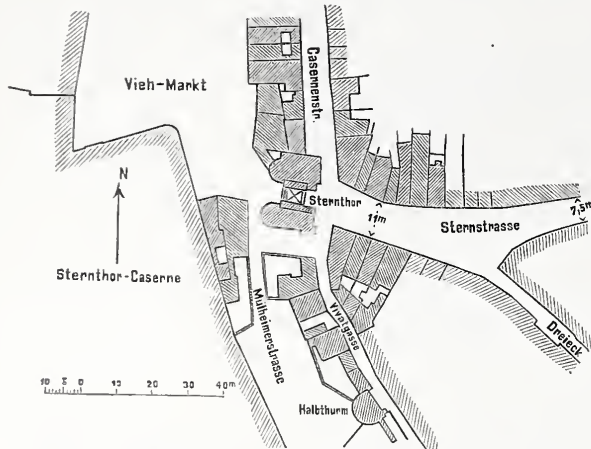 Vieh-Markt
Casernenstr.
N
Sternthor
11m
Sternstrasse
7,5m
Sternthor-Caserne
Mülheimerstrasse
Vivatgasse
Dreieck
10 5 0 10 20 30 40m
Halbthurm